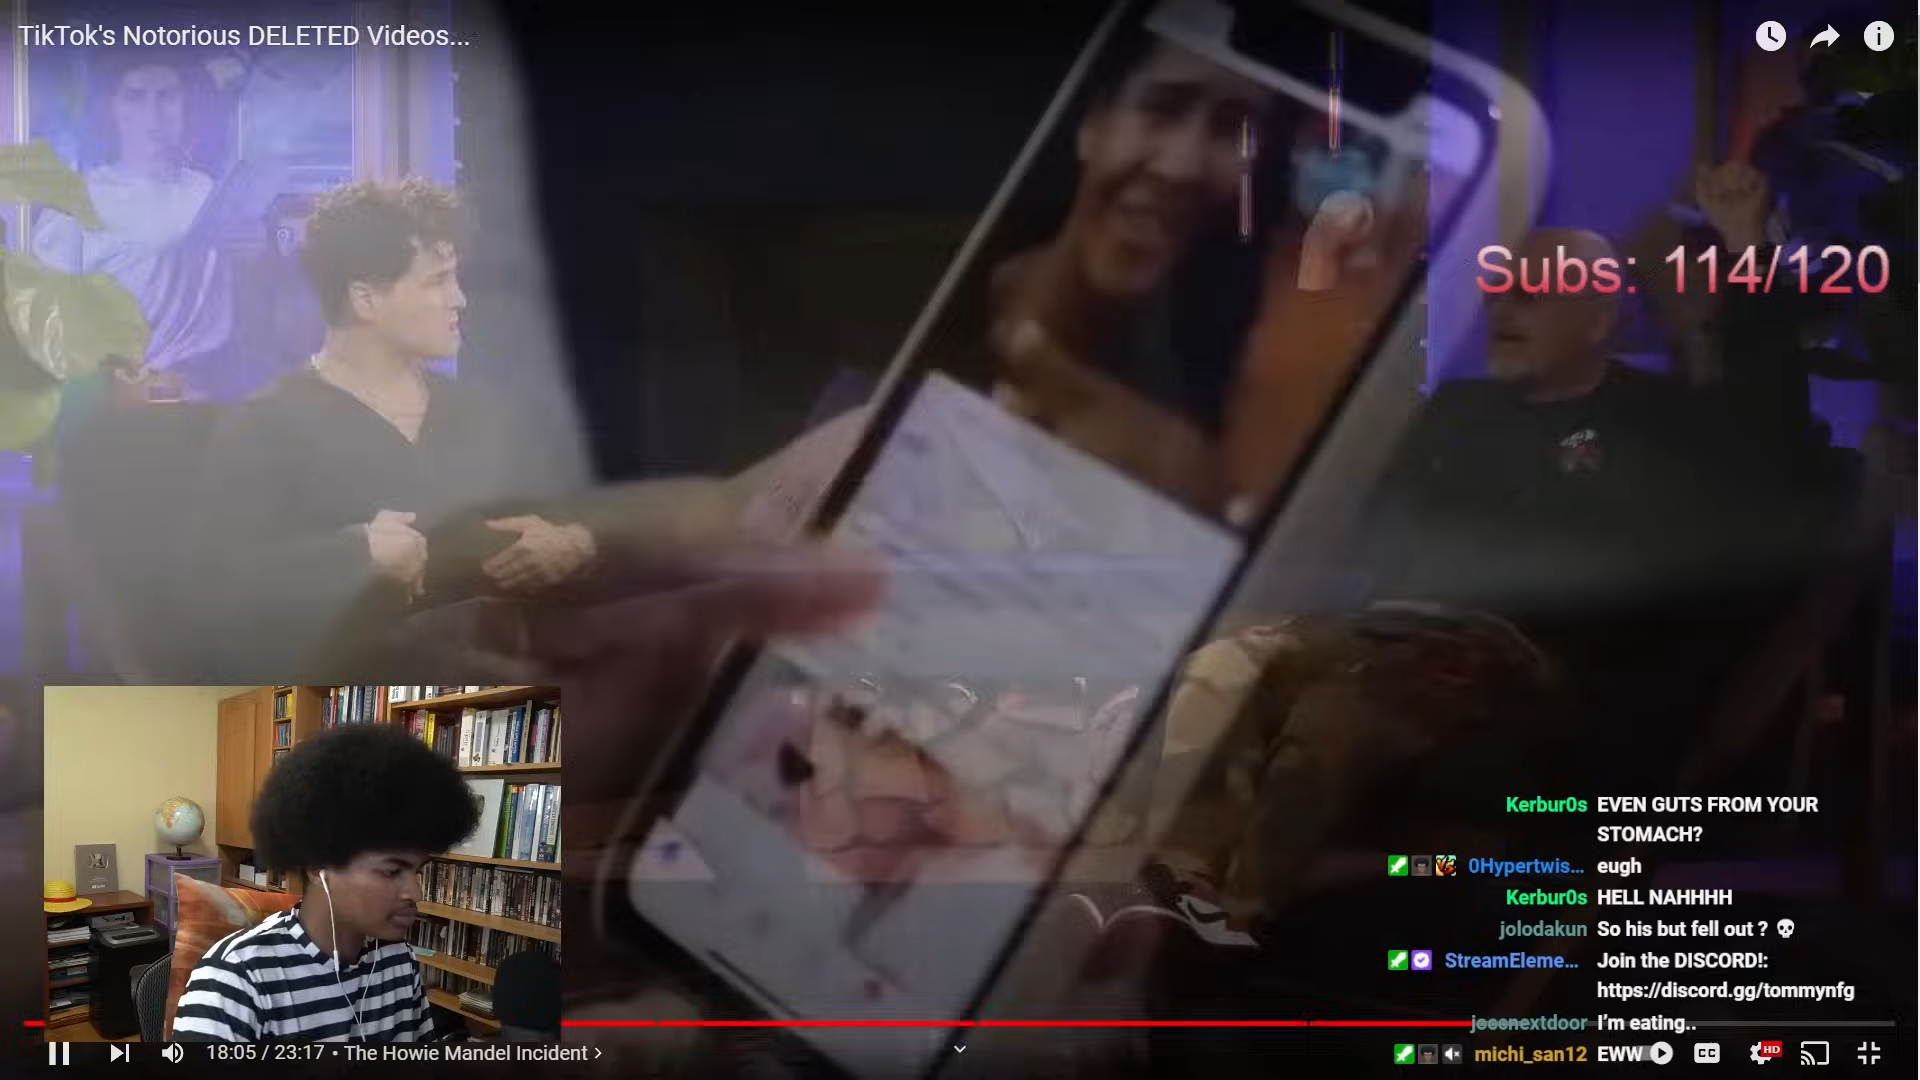 TikTok's Notorious DELETED Videos...
Subs: 114/120
Kerbur0s EVEN GUTS FROM YOUR
STOMACH?
0Hypertwis... eugh
Kerbur0s HELL NAHHHH
jolodakun So his but fell out ? 💀
StreamEleme... Join the DISCORD!:
https://discord.gg/tommynfg
I'm eating..
michi_san12 EWW
18:05 / 23:17 • The Howie Mandel Incident >
CC
HD